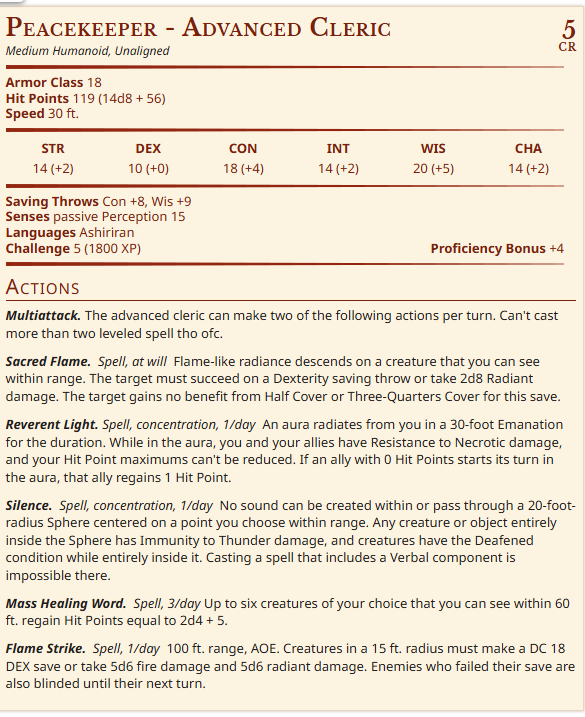 Peacekeeper - Advanced Cleric
5
CR
Medium Humanoid, Unaligned
Armor Class 18
Hit Points 119 (14d8 + 56)
Speed 30 ft.
STR DEX CON INT WIS CHA
14 (+2) 10 (+0) 18 (+4) 14 (+2) 20 (+5) 14 (+2)
Saving Throws Con +8, Wis +9
Senses passive Perception 15
Languages Ashiriran
Challenge 5 (1800 XP) Proficiency Bonus +4
Actions
Multiattack. The advanced cleric can make two of the following actions per turn. Can't cast
more than two leveled spell tho ofc.
Sacred Flame. Spell, at will Flame-like radiance descends on a creature that you can see
within range. The target must succeed on a Dexterity saving throw or take 2d8 Radiant
damage. The target gains no benefit from Half Cover or Three-Quarters Cover for this save.
Reverent Light. Spell, concentration, 1/day An aura radiates from you in a 30-foot Emanation
for the duration. While in the aura, you and your allies have Resistance to Necrotic damage,
and your Hit Point maximums can't be reduced. If an ally with 0 Hit Points starts its turn in
the aura, that ally regains 1 Hit Point.
Silence. Spell, concentration, 1/day No sound can be created within or pass through a 20-foot-
radius Sphere centered on a point you choose within range. Any creature or object entirely
inside the Sphere has Immunity to Thunder damage, and creatures have the Deafened
condition while entirely inside it. Casting a spell that includes a Verbal component is
impossible there.
Mass Healing Word. Spell, 3/day Up to six creatures of your choice that you can see within 60
ft. regain Hit Points equal to 2d4 + 5.
Flame Strike. Spell, 1/day 100 ft. range, AOE. Creatures in a 15 ft. radius must make a DC 18
DEX save or take 5d6 fire damage and 5d6 radiant damage. Enemies who failed their save are
also blinded until their next turn.